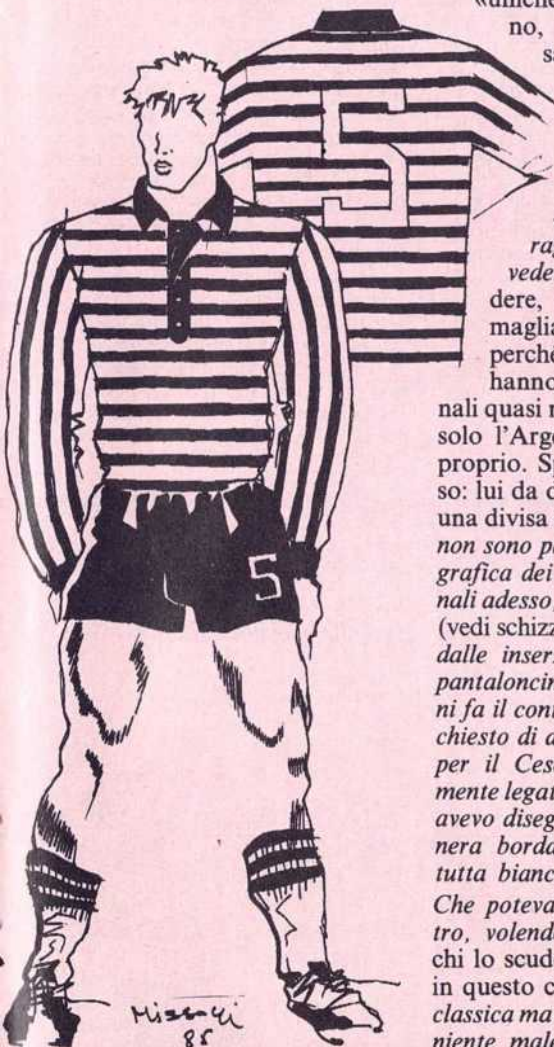 5
no,
sa
rag
vede
dere,
maglia
perché
hanno
nali quasi
solo l'Arge
proprio. Sp
so: lui da
una divisa
non sono p
grafica dei
nali adesso
(vedi schizz
5
dalle inser
pantaloncin
ni fa il con
chiesto di a
per il Ces
mente legat
avevo diseg
nera borda
tutta bianc
Che poteva
tro, volend
chi lo scud
in questo c
classica ma
niente mal
Missoni
85